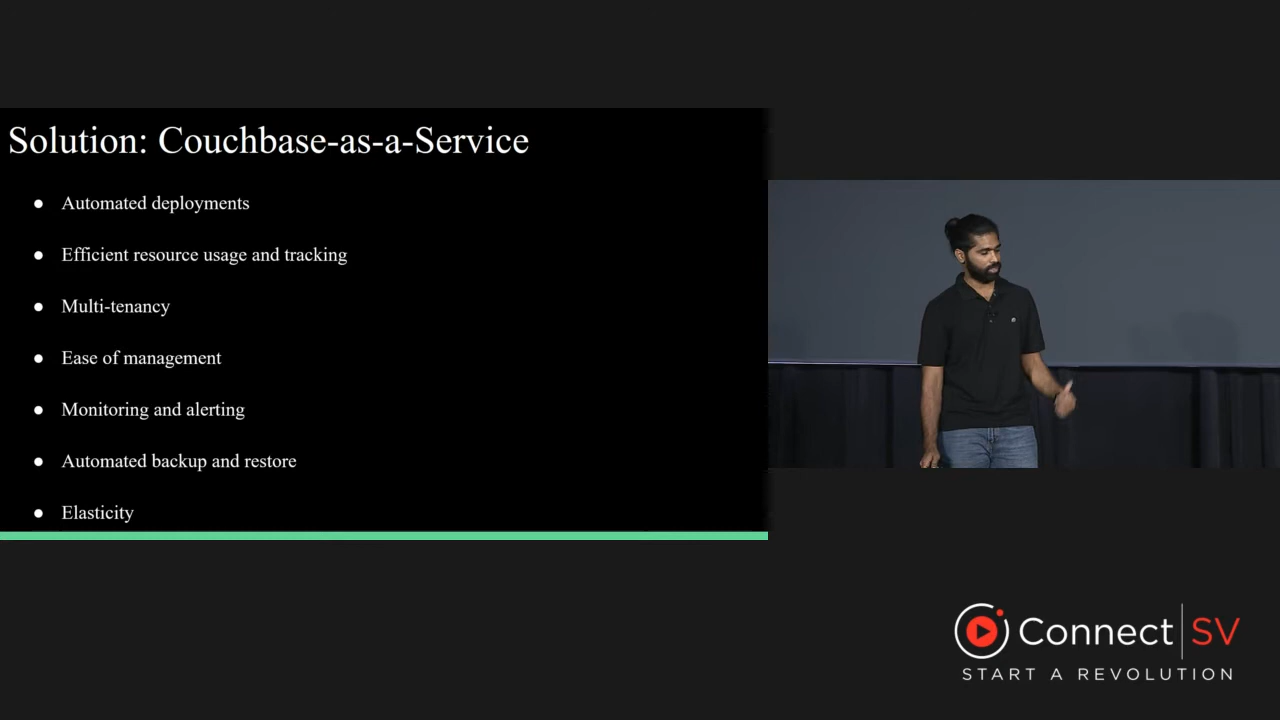 Solution: Couchbase-as-a-Service
● Automated deployments
● Efficient resource usage and tracking
● Multi-tenancy
● Ease of management
● Monitoring and alerting
● Automated backup and restore
● Elasticity
Connect | SV
START A REVOLUTION